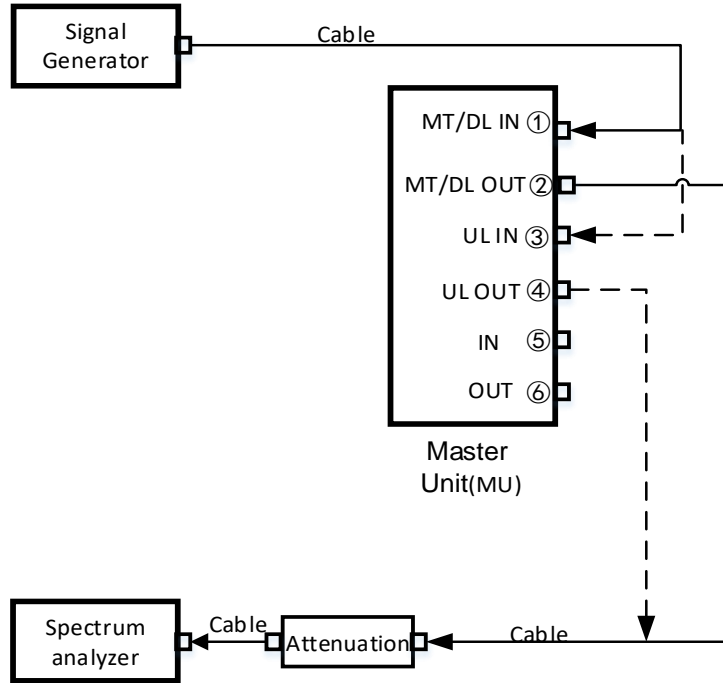 Signal
Generator
Cable
MT/DL IN ①
MT/DL OUT ②
UL IN ③
UL OUT ④
IN ⑤
OUT ⑥
Master
Unit(MU)
Spectrum
analyzer
Cable
Attenuation
Cable